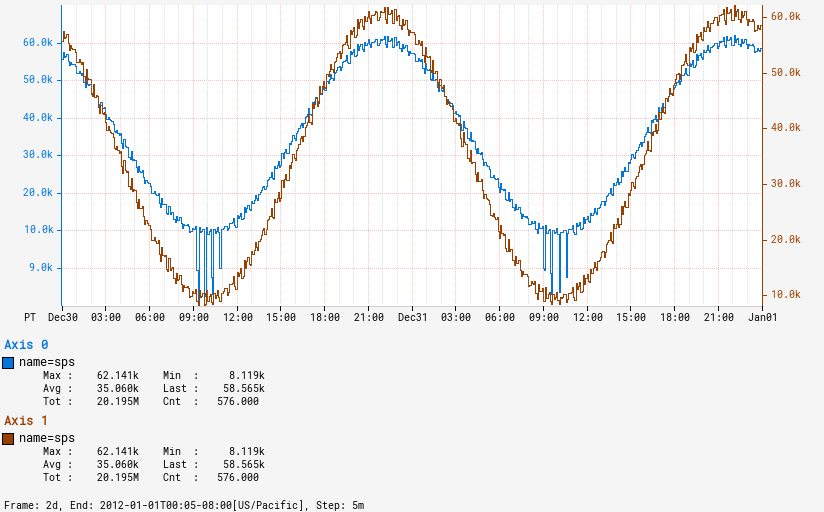 60.0k
50.0k
40.0k
30.0k
20.0k
10.0k
9.0k
60.0k
50.0k
40.0k
30.0k
20.0k
10.0k
PT Dec30 03:00 06:00 09:00 12:00 15:00 18:00 21:00 Dec31 03:00 06:00 09:00 12:00 15:00 18:00 21:00 Jan01
Axis 0
name=sps
Max : 62.141k Min : 8.119k
Avg : 35.060k Last : 58.565k
Tot : 20.195M Cnt : 576.000
Axis 1
name=sps
Max : 62.141k Min : 8.119k
Avg : 35.060k Last : 58.565k
Tot : 20.195M Cnt : 576.000
Frame: 2d, End: 2012-01-01T00:05-08:00[US/Pacific], Step: 5m